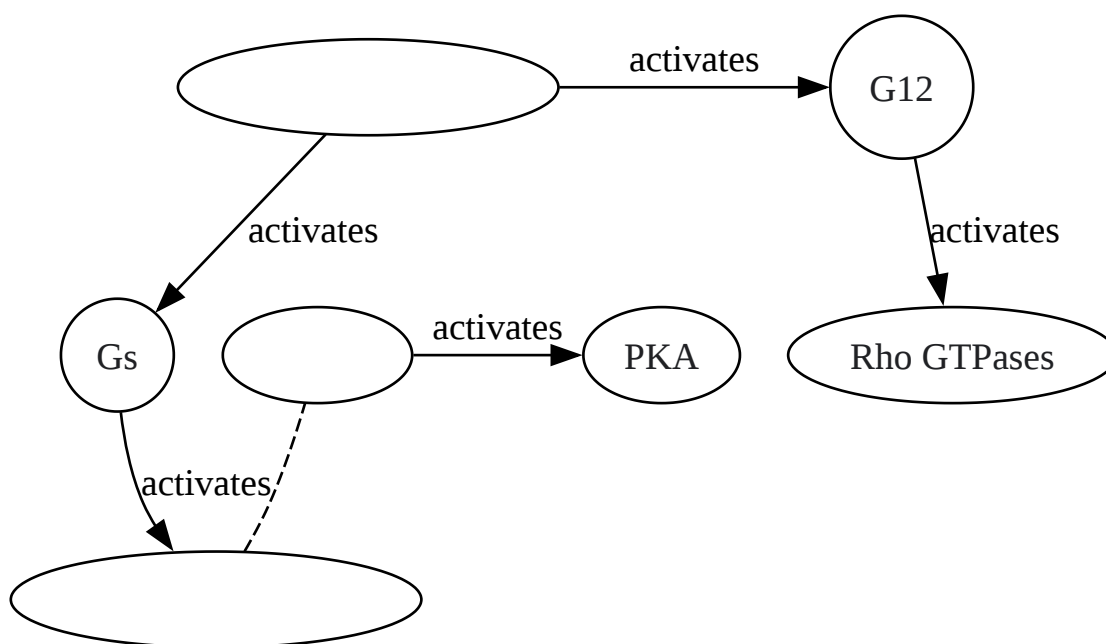 activates
G12
activates
activates
activates
Gs
PKA
Rho GTPases
activates